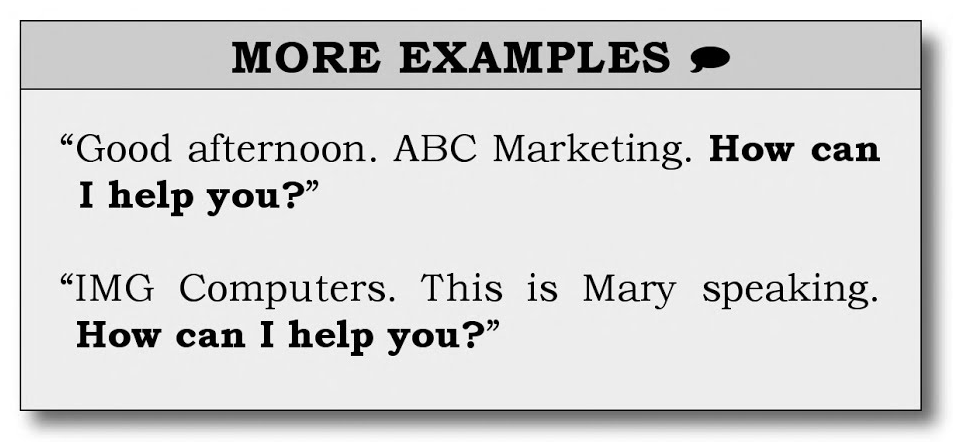 MORE EXAMPLES
“Good afternoon. ABC Marketing. How can
I help you?”
“IMG Computers. This is Mary speaking.
How can I help you?”